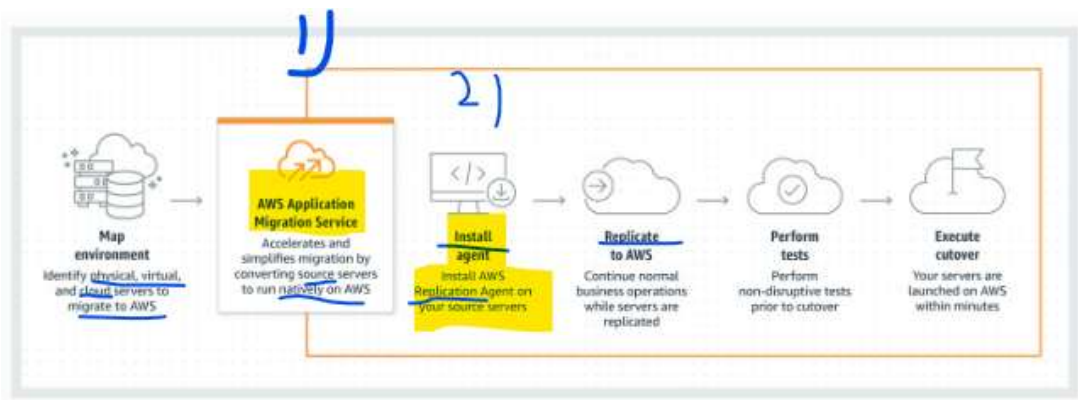 1)
2)
Map
environment
Identify physical, virtual,
and cloud servers to
migrate to AWS
AWS Application
Migration Service
Accelerates and
simplifies migration by
converting source servers
to run natively on AWS
Install
agent
Install AWS
Replication Agent on
your source servers
Replicate
to AWS
Continue normal
business operations
while servers are
replicated
Perform
tests
Perform
non-disruptive tests
prior to cutover
Execute
cutover
Your servers are
launched on AWS
within minutes